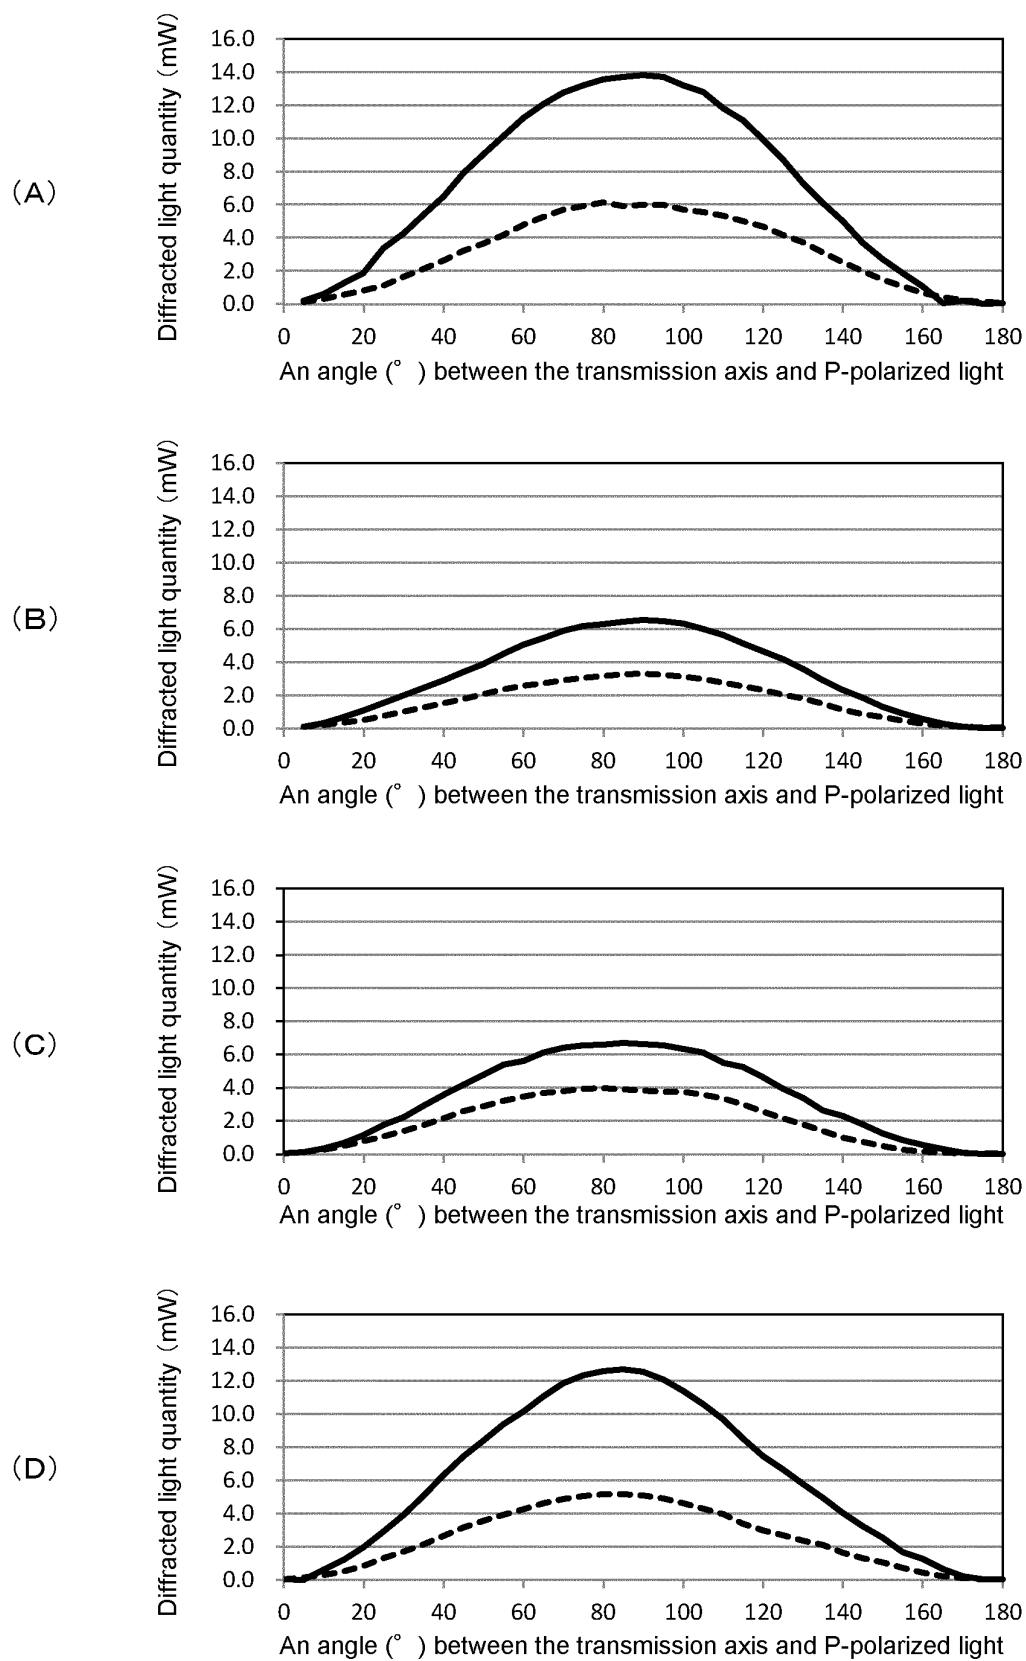 (A)
Diffracted light quantity (mW)
16.0
14.0
12.0
10.0
8.0
6.0
4.0
2.0
0.0
0 20 40 60 80 100 120 140 160 180
An angle (° ) between the transmission axis and P-polarized light
(B)
Diffracted light quantity (mW)
16.0
14.0
12.0
10.0
8.0
6.0
4.0
2.0
0.0
0 20 40 60 80 100 120 140 160 180
An angle (° ) between the transmission axis and P-polarized light
(C)
Diffracted light quantity (mW)
16.0
14.0
12.0
10.0
8.0
6.0
4.0
2.0
0.0
0 20 40 60 80 100 120 140 160 180
An angle (° ) between the transmission axis and P-polarized light
(D)
Diffracted light quantity (mW)
16.0
14.0
12.0
10.0
8.0
6.0
4.0
2.0
0.0
0 20 40 60 80 100 120 140 160 180
An angle (° ) between the transmission axis and P-polarized light